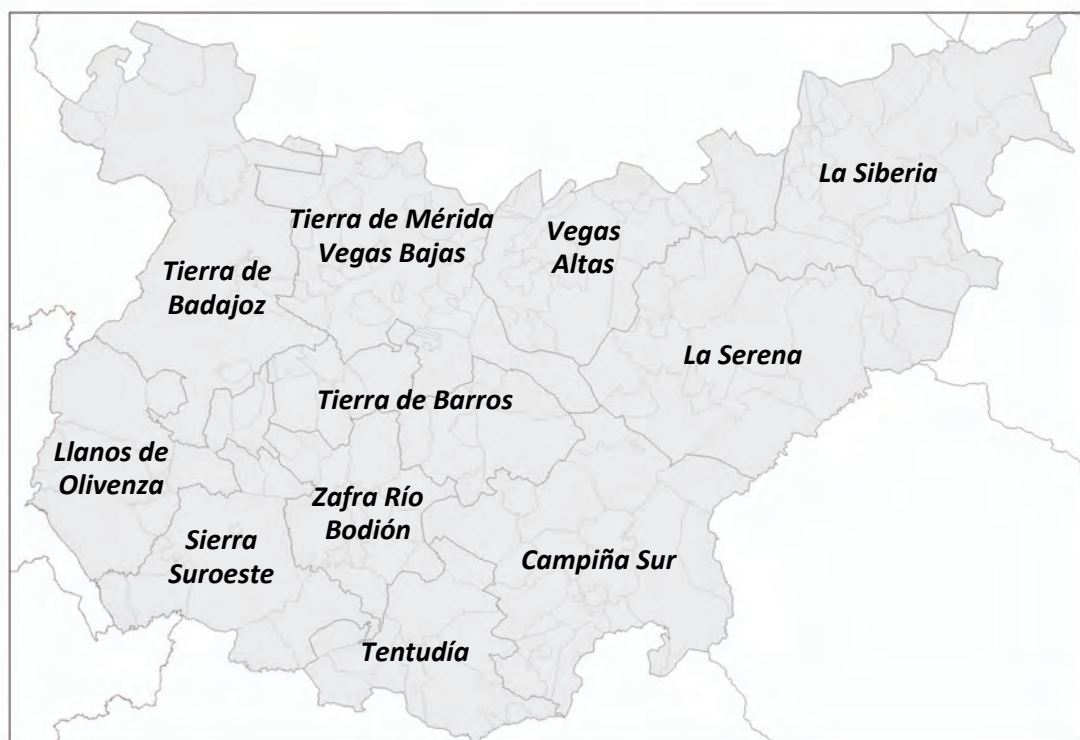 La Siberia
Tierra de Mérida
Vegas Bajas
Vegas
Altas
Tierra de
Badajoz
La Serena
Tierra de Barros
Llanos de
Olivenza
Zafra Río
Bodión
Sierra
Suroeste
Campiña Sur
Tentudía